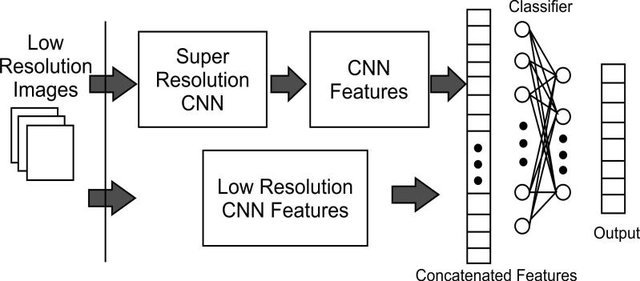 Low
Resolution
Images
Super
Resolution
CNN
CNN
Features
Low Resolution
CNN Features
Classifier
Concatenated Features
Output